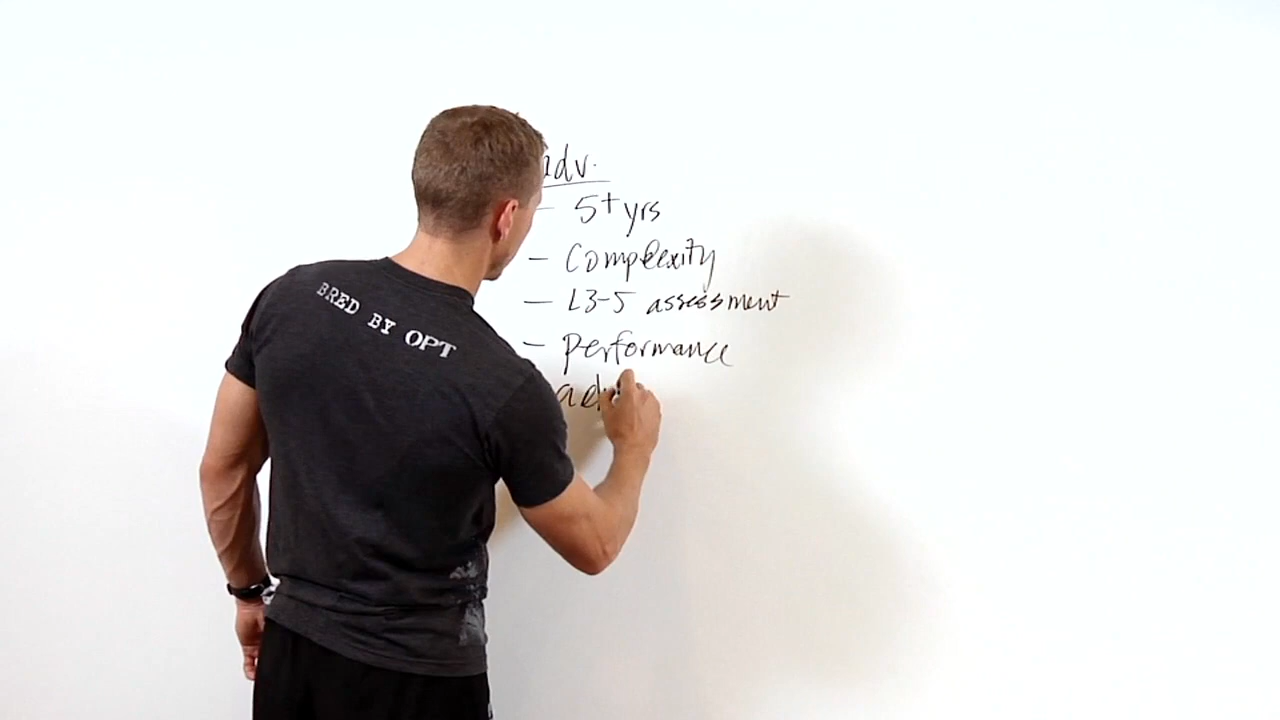 adv.
- 5+ yrs
- Complexity
- L3-5 assessment
- performance
BRED BY OPT